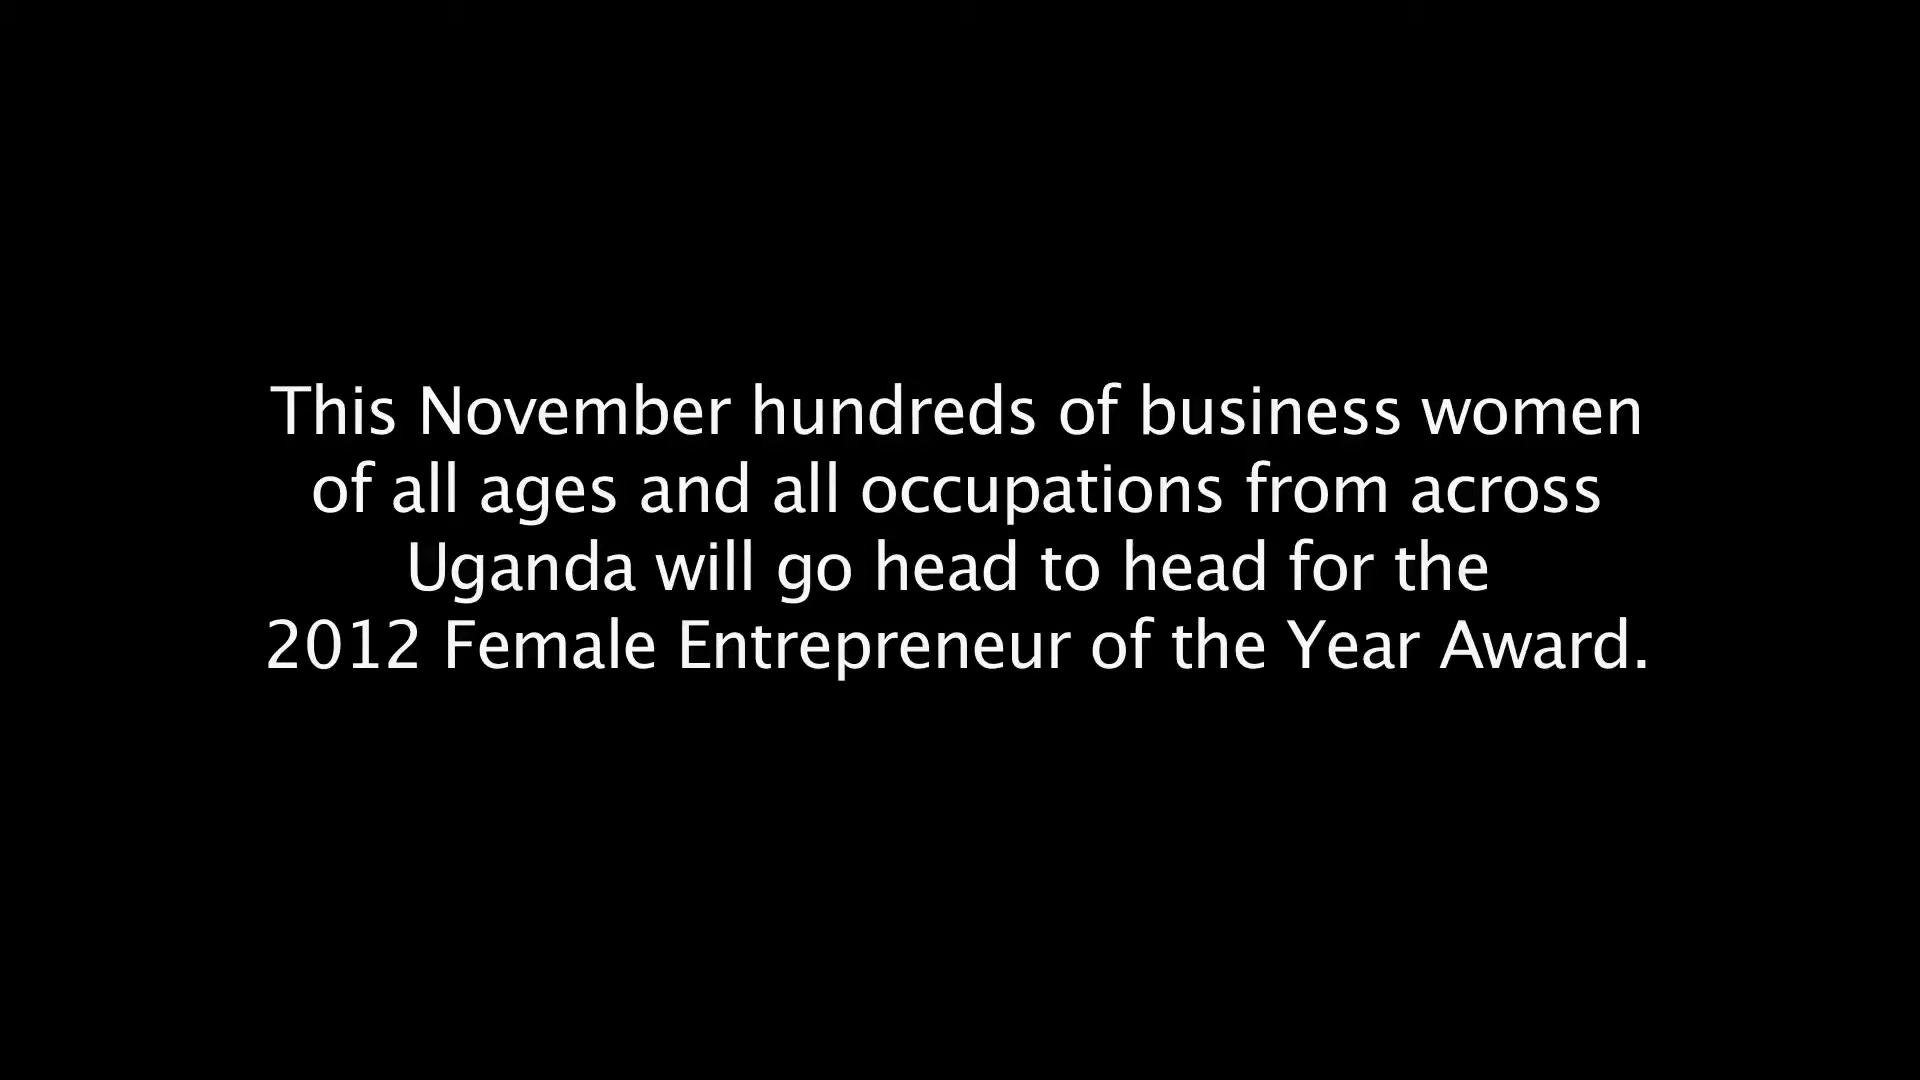 This November hundreds of business women
of all ages and all occupations from across
Uganda will go head to head for the
2012 Female Entrepreneur of the Year Award.